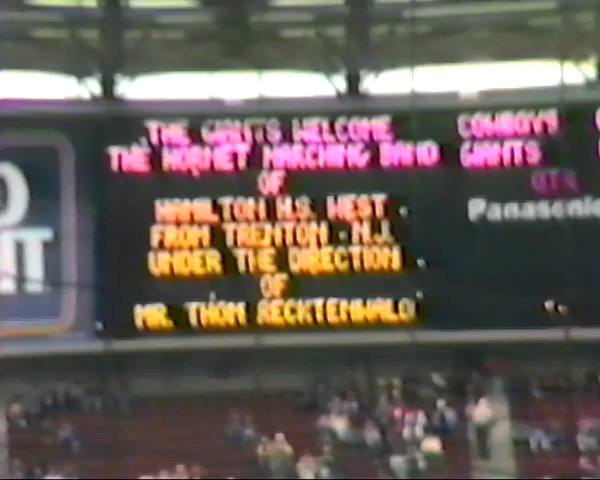 THE GIANTS WELCOME
THE HORNET MARCHING BAND
OF
HAMILTON H.S. WEST
FROM TRENTON - N.J.
UNDER THE DIRECTION
OF
MR. THOM RECKTENWALD
COWBOYS
GIANTS
Panasonic